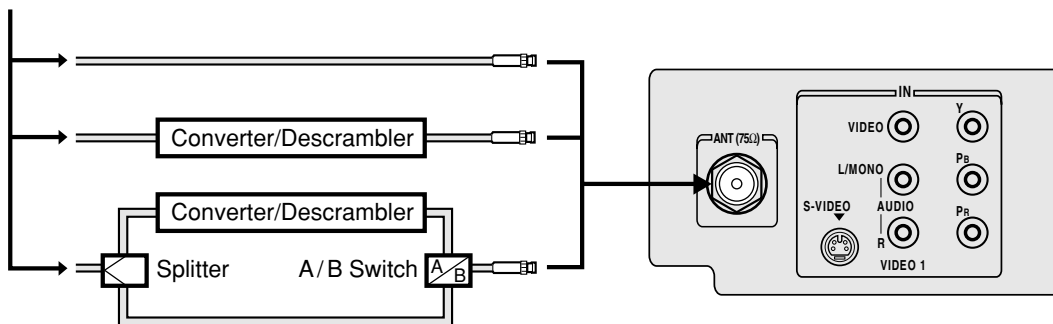 Converter/Descrambler
Converter/Descrambler
Splitter
A/B Switch
A/B
ANT (75Ω)
IN
VIDEO
Y
L/MONO
PB
S-VIDEO
AUDIO
PR
R
VIDEO 1